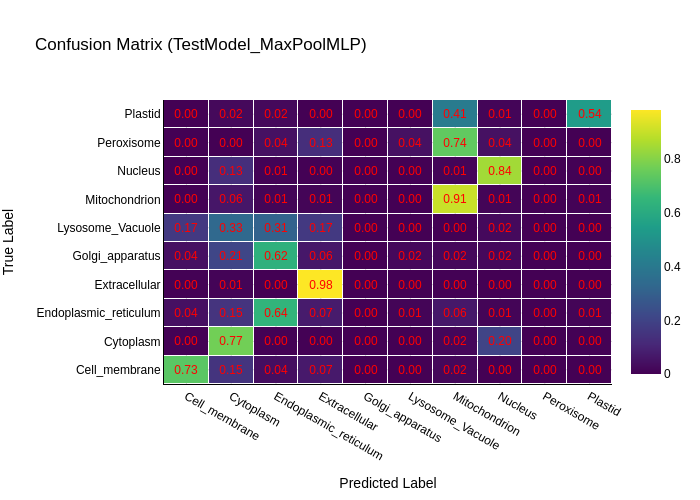 Confusion Matrix (TestModel_MaxPoolMLP)
True Label
Plastid 0.00 0.02 0.02 0.00 0.00 0.00 0.41 0.01 0.00 0.54
Peroxisome 0.00 0.00 0.04 0.13 0.00 0.04 0.74 0.04 0.00 0.00
Nucleus 0.00 0.13 0.01 0.00 0.00 0.00 0.01 0.84 0.00 0.00
Mitochondrion 0.00 0.06 0.01 0.01 0.00 0.00 0.91 0.01 0.00 0.01
Lysosome_Vacuole 0.17 0.33 0.31 0.17 0.00 0.00 0.00 0.02 0.00 0.00
Golgi_apparatus 0.04 0.62 0.06 0.00 0.02 0.02 0.02 0.00 0.00
Extracellular 0.00 0.01 0.00 0.98 0.00 0.00 0.00 0.00 0.00 0.00
Endoplasmic_reticulum 0.04 0.64 0.07 0.00 0.01 0.06 0.01 0.00 0.01
Cytoplasm 0.00 0.77 0.00 0.00 0.00 0.00 0.02 0.20 0.00 0.00
Cell_membrane 0.73 0.04 0.07 0.00 0.00 0.02 0.00 0.00 0.00
Cell_membrane Cytoplasm Endoplasmic_reticulum Extracellular Golgi_apparatus Lysosome_Vacuole Mitochondrion Nucleus Peroxisome Plastid
Predicted Label
0.8
0.6
0.4
0.2
0